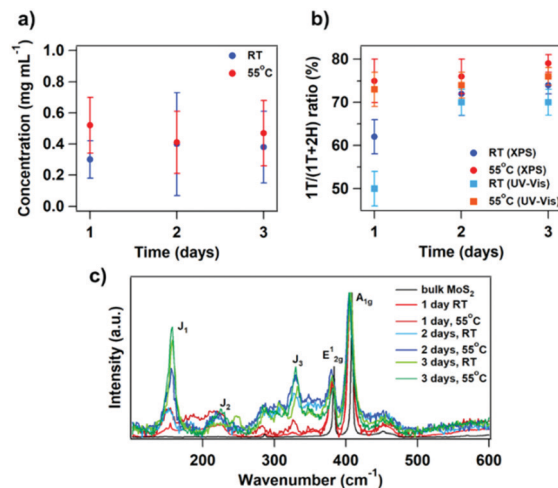 a)
Concentration (mg mL⁻¹)
1.0
0.8
0.6
0.4
0.2
0.0
RT
55°C
1 2 3
Time (days)
b)
1T/(1T+2H) ratio (%)
80
70
60
50
RT (XPS)
55°C (XPS)
RT (UV-Vis)
55°C (UV-Vis)
1 2 3
Time (days)
c)
Intensity (a.u.)
J₁
J₂
J₃
E¹₂g
A₁g
bulk MoS₂
1 day RT
1 day, 55°C
2 days, RT
2 days, 55°C
3 days, RT
3 days, 55°C
200 300 400 500 600
Wavenumber (cm⁻¹)